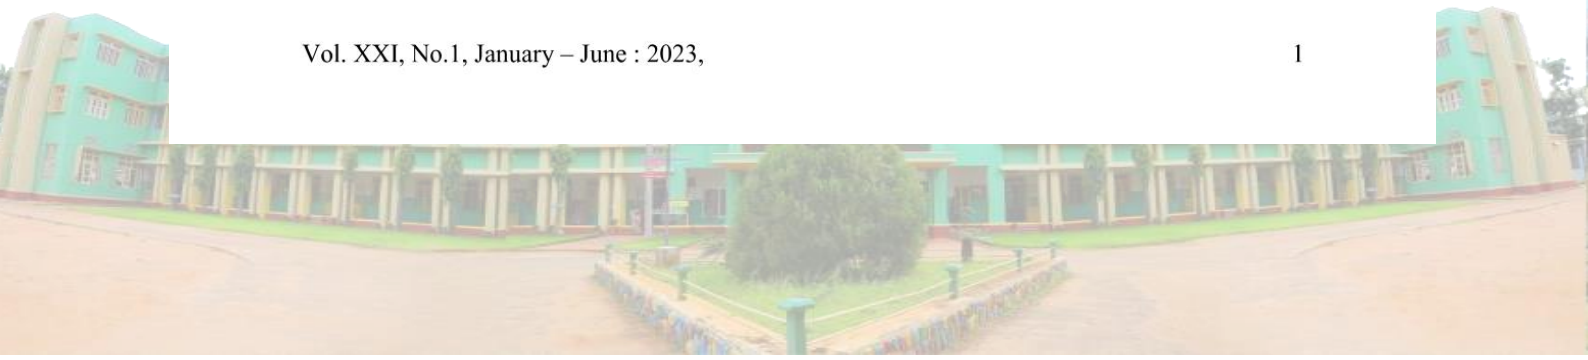 Vol. XXI, No.1, January – June : 2023, 1